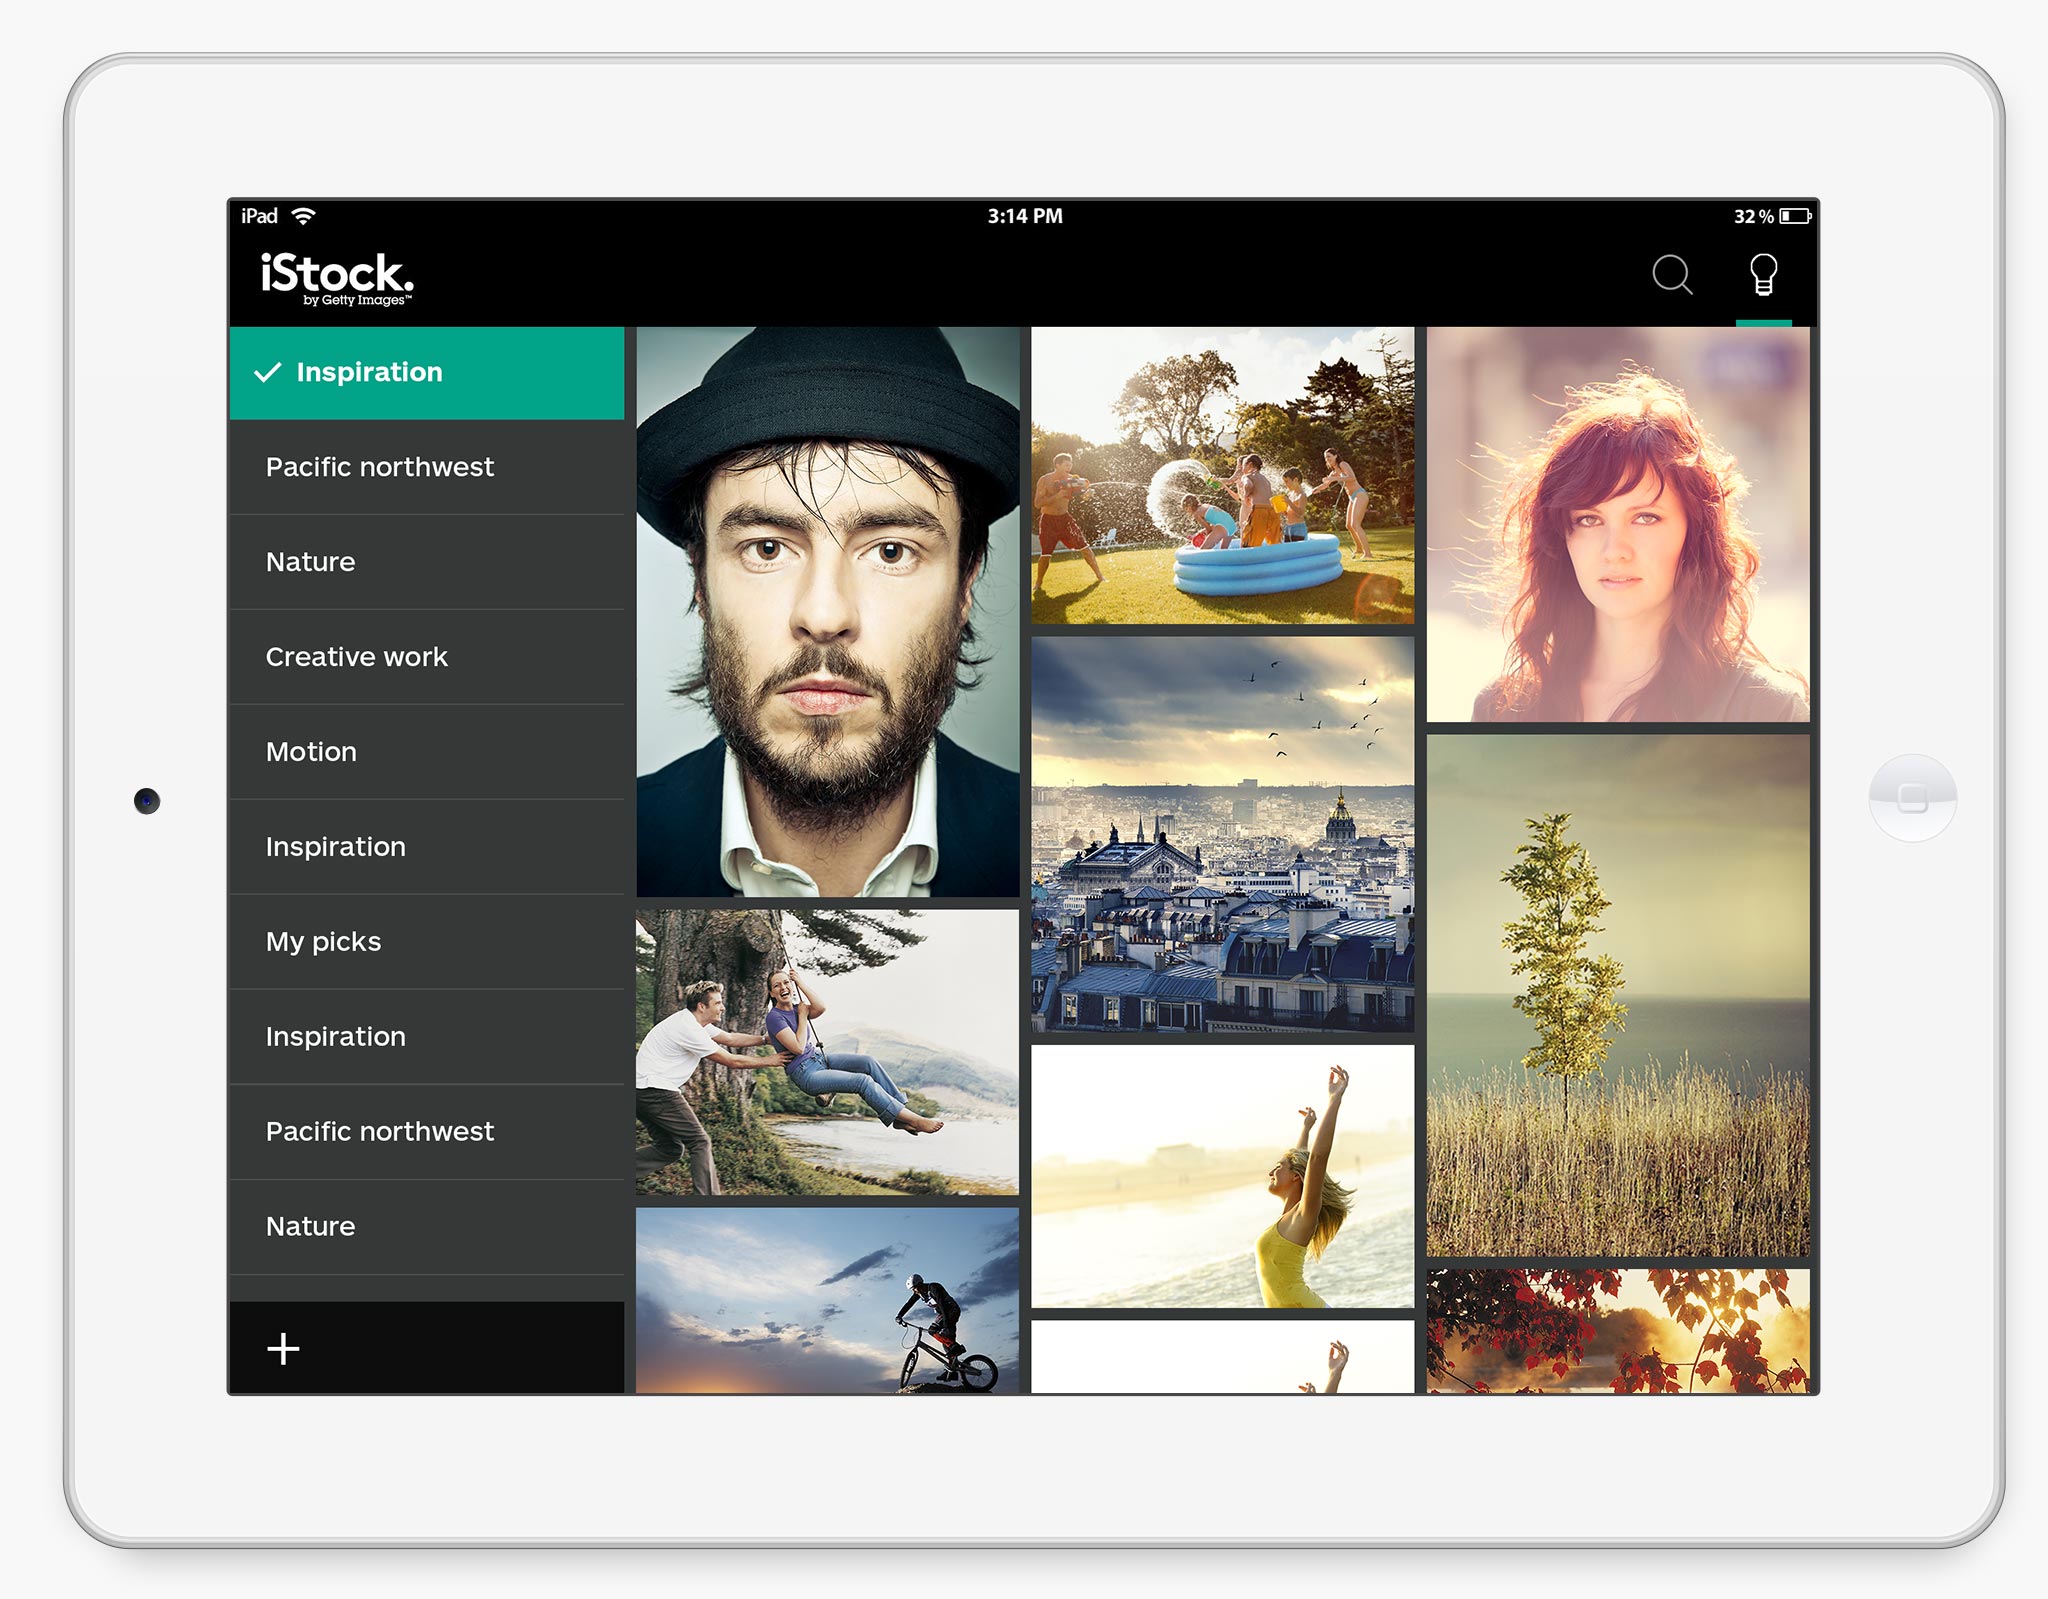 iPad 3:14 PM 32 %
iStock.
by Getty Images™
Inspiration
Pacific northwest
Nature
Creative work
Motion
Inspiration
My picks
Inspiration
Pacific northwest
Nature